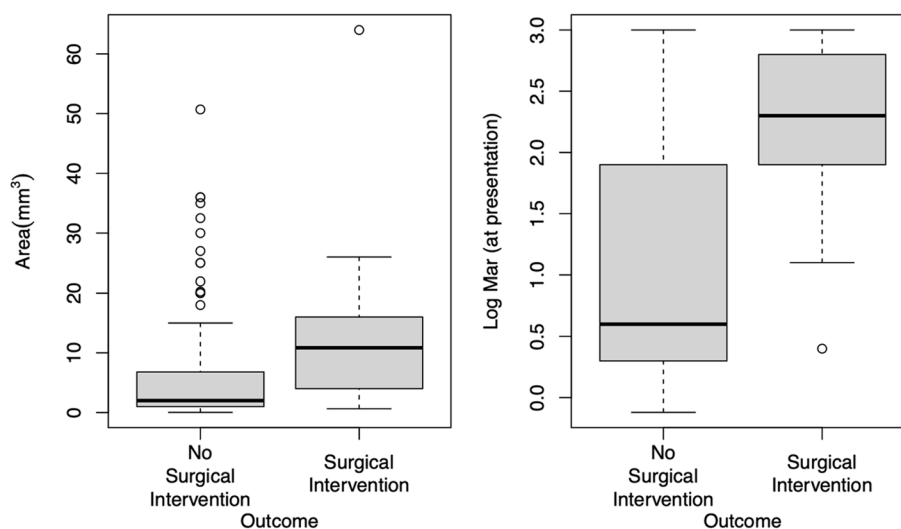 Area(mm³)
60
50
40
30
20
10
0
No
Surgical
Intervention
Surgical
Intervention
Outcome
Log Mar (at presentation)
3.0
2.5
2.0
1.5
1.0
0.5
0.0
No
Surgical
Intervention
Surgical
Intervention
Outcome